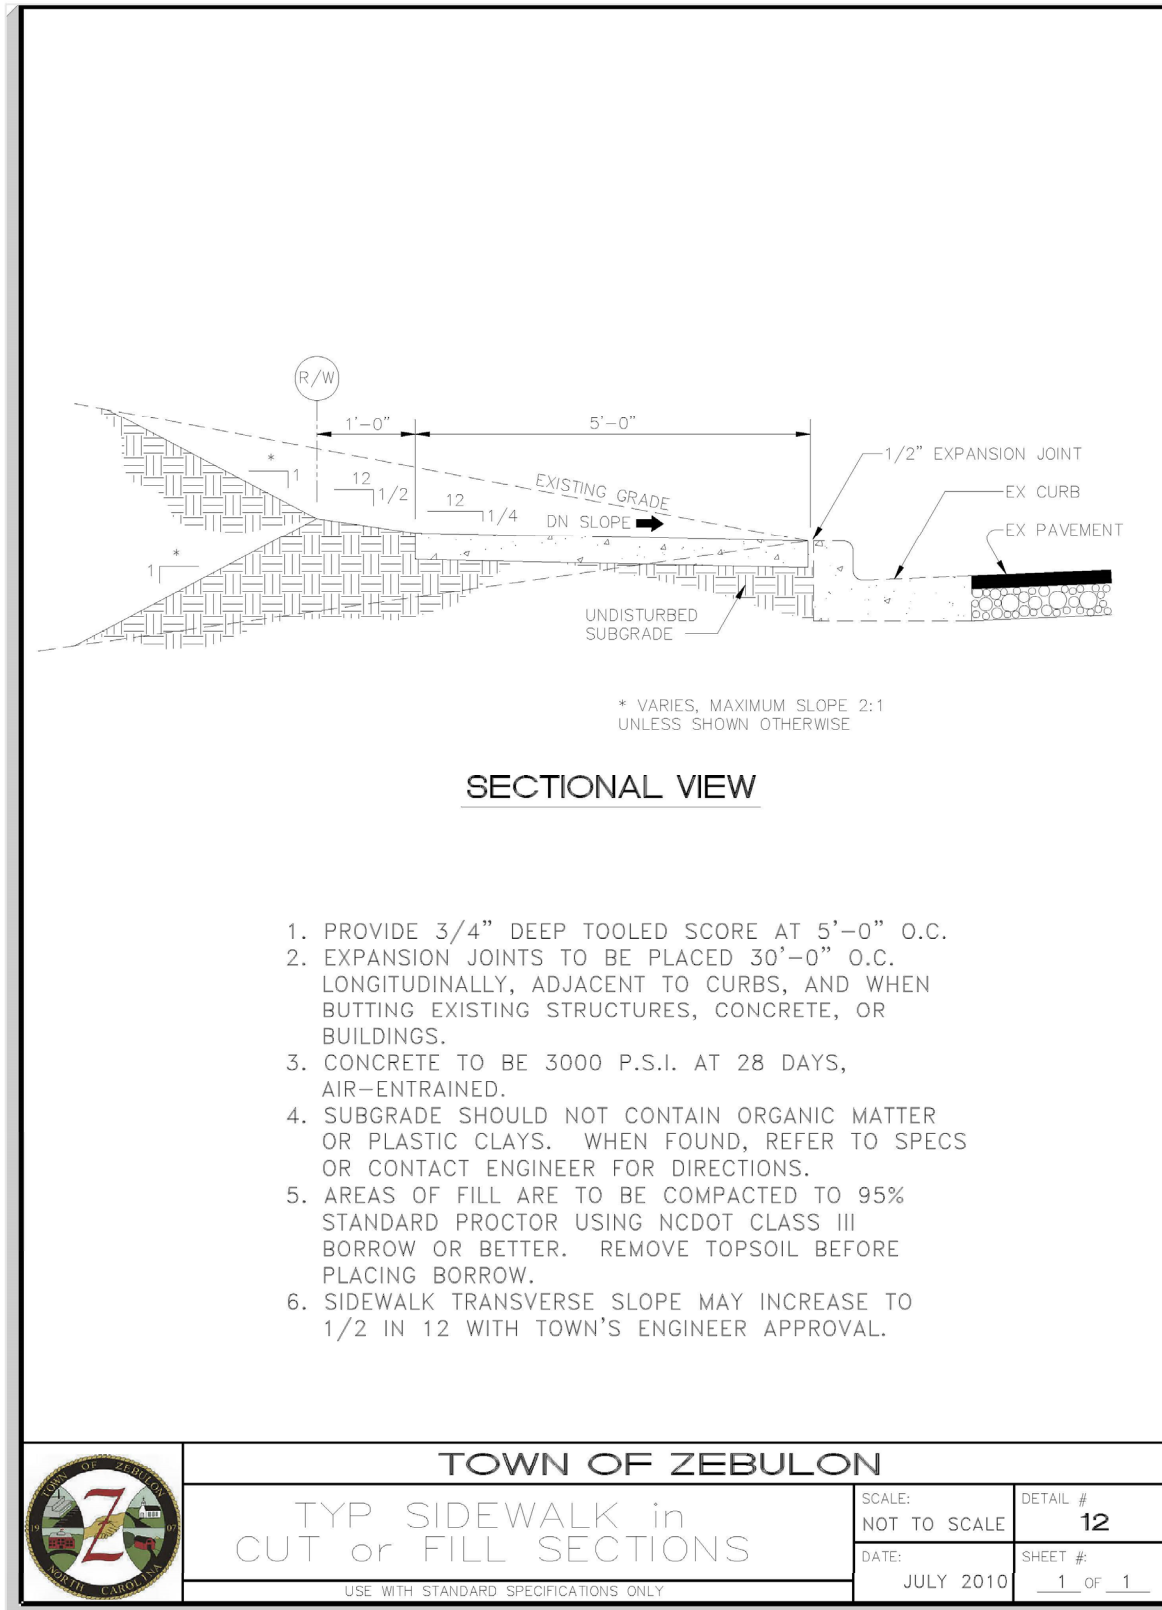 R/W
1'-0"
5'-0"
*
1
12
1/2
12
1/4
EXISTING GRADE
DN SLOPE
1/2" EXPANSION JOINT
EX CURB
EX PAVEMENT
*
1
UNDISTURBED
SUBGRADE
* VARIES, MAXIMUM SLOPE 2:1
UNLESS SHOWN OTHERWISE
SECTIONAL VIEW
1. PROVIDE 3/4" DEEP TOOLED SCORE AT 5'-0" O.C.
2. EXPANSION JOINTS TO BE PLACED 30'-0" O.C.
LONGITUDINALLY, ADJACENT TO CURBS, AND WHEN
BUTTING EXISTING STRUCTURES, CONCRETE, OR
BUILDINGS.
3. CONCRETE TO BE 3000 P.S.I. AT 28 DAYS,
AIR-ENTRAINED.
4. SUBGRADE SHOULD NOT CONTAIN ORGANIC MATTER
OR PLASTIC CLAYS. WHEN FOUND, REFER TO SPECS
OR CONTACT ENGINEER FOR DIRECTIONS.
5. AREAS OF FILL ARE TO BE COMPACTED TO 95%
STANDARD PROCTOR USING NCDOT CLASS III
BORROW OR BETTER. REMOVE TOPSOIL BEFORE
PLACING BORROW.
6. SIDEWALK TRANSVERSE SLOPE MAY INCREASE TO
1/2 IN 12 WITH TOWN'S ENGINEER APPROVAL.
TOWN OF ZEBULON
19 07
Z
NORTH CAROLINA
TOWN OF ZEBULON
TYP SIDEWALK in
CUT or FILL SECTIONS
USE WITH STANDARD SPECIFICATIONS ONLY
SCALE:
NOT TO SCALE
DETAIL #
12
DATE:
JULY 2010
SHEET #:
1 OF 1